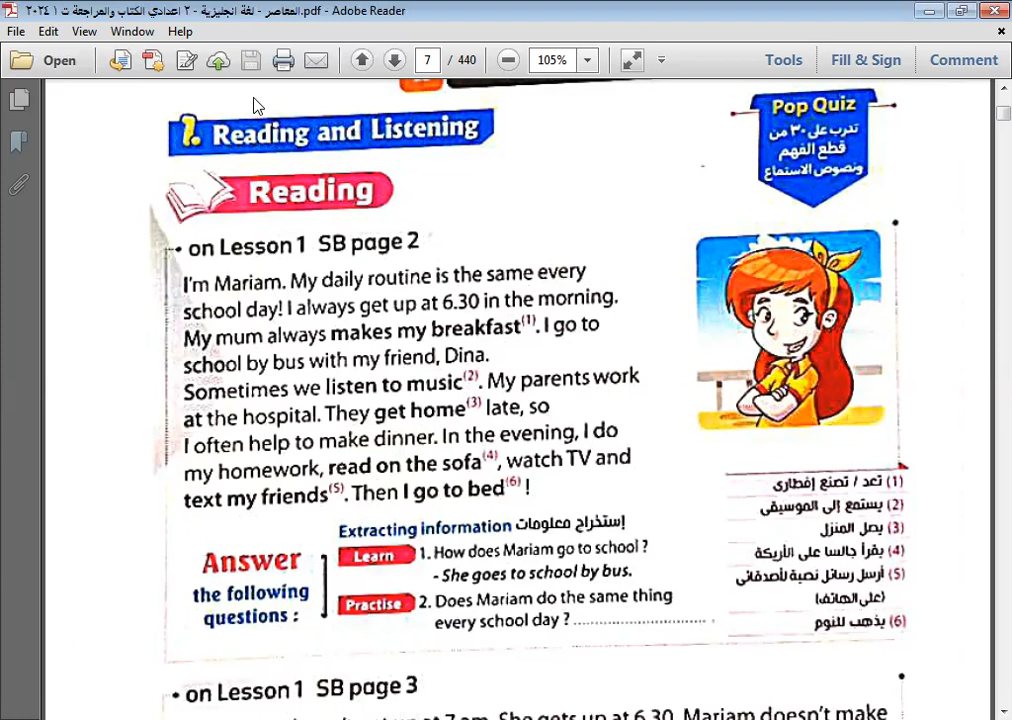 المعاصر - لغة انجليزية - ٢ اعدادي الكتاب والمراجعة ت ١ ٢٠٢٤.pdf - Adobe Reader
File Edit View Window Help
Open 7 / 440 105% Tools Fill & Sign Comment
1. Reading and Listening
Pop Quiz
تدرب على ٣٠ من
قطع الفهم
ونصوص الاستماع
Reading
• on Lesson 1 SB page 2
I'm Mariam. My daily routine is the same every
school day! I always get up at 6.30 in the morning.
My mum always makes my breakfast(1). I go to
school by bus with my friend, Dina.
Sometimes we listen to music(2). My parents work
at the hospital. They get home(3) late, so
I often help to make dinner. In the evening, I do
my homework, read on the sofa(4), watch TV and
text my friends(5). Then I go to bed(6) !
(1) تعد / تصنع إفطارى
(2) يستمع إلى الموسيقى
(3) يصل المنزل
(4) يقرأ جالسا على الأريكة
(5) أرسل رسائل نصية لأصدقائى
(على الهاتف)
(6) يذهب للنوم
Extracting information إستخراج معلومات
Answer
the following
questions :
Learn 1. How does Mariam go to school ?
- She goes to school by bus.
Practise 2. Does Mariam do the same thing
every school day ? ................................ .
• on Lesson 1 SB page 3
up at 7 am. She gets up at 6.30. Mariam doesn't make